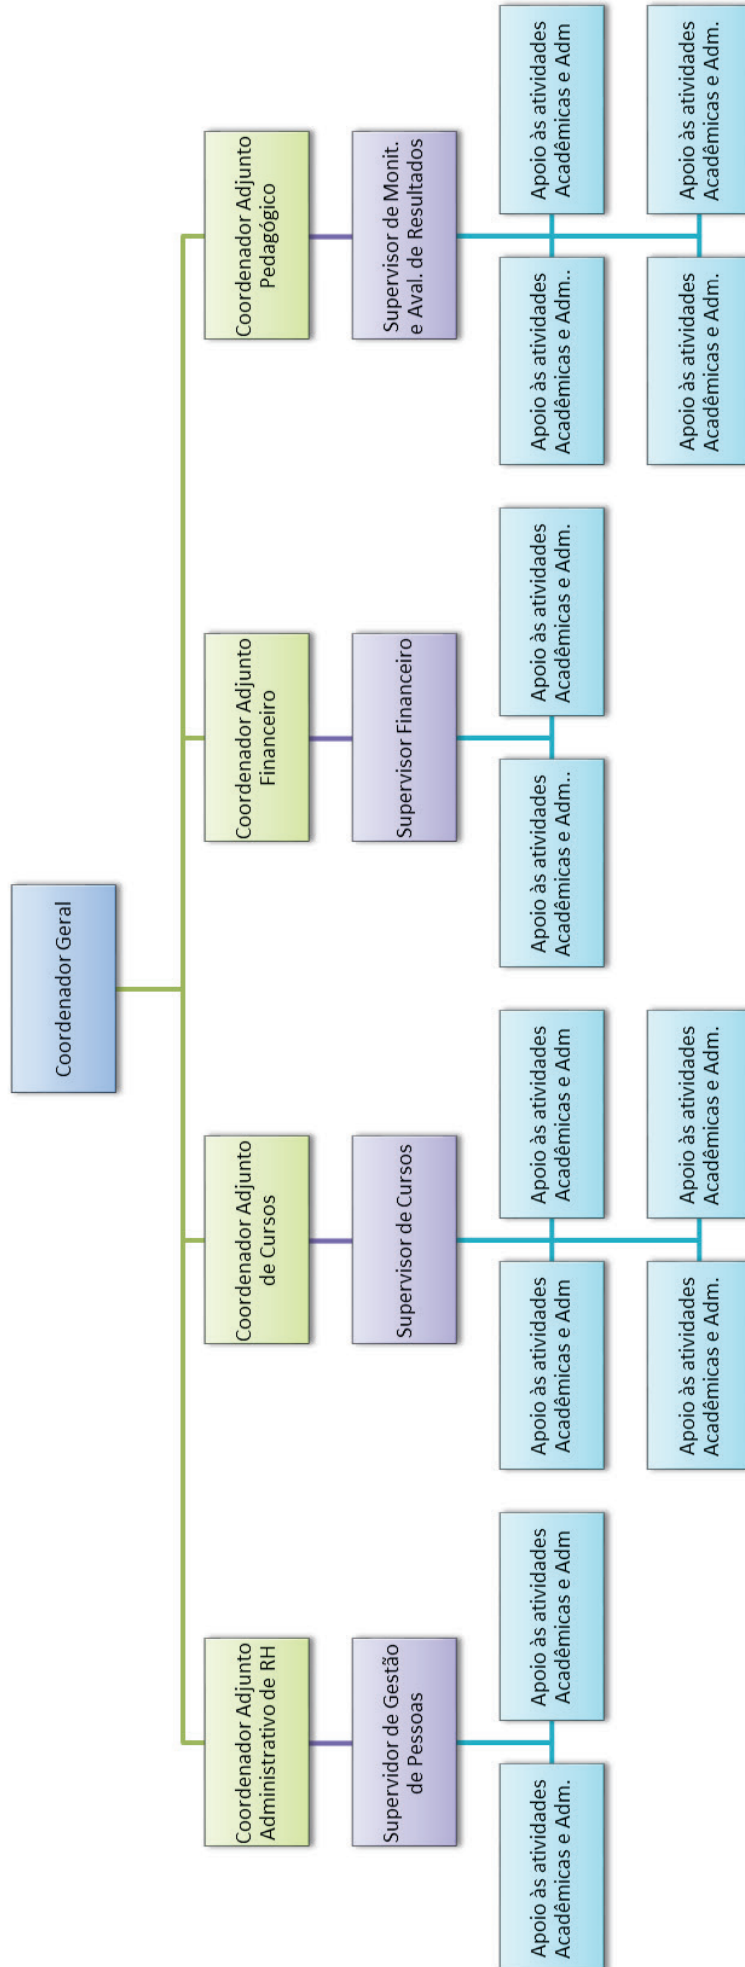 Coordenador Geral
Coordenador Adjunto
Administrativo de RH
Coordenador Adjunto
de Cursos
Coordenador Adjunto
Financeiro
Coordenador Adjunto
Pedagógico
Supervidor de Gestão
de Pessoas
Supervisor de Cursos
Supervisor Financeiro
Supervisor de Monit.
e Aval. de Resultados
Apoio às atividades
Acadêmicas e Adm.
Apoio às atividades
Acadêmicas e Adm
Apoio às atividades
Acadêmicas e Adm
Apoio às atividades
Acadêmicas e Adm
Apoio às atividades
Acadêmicas e Adm..
Apoio às atividades
Acadêmicas e Adm.
Apoio às atividades
Acadêmicas e Adm..
Apoio às atividades
Acadêmicas e Adm
Apoio às atividades
Acadêmicas e Adm.
Apoio às atividades
Acadêmicas e Adm.
Apoio às atividades
Acadêmicas e Adm.
Apoio às atividades
Acadêmicas e Adm.